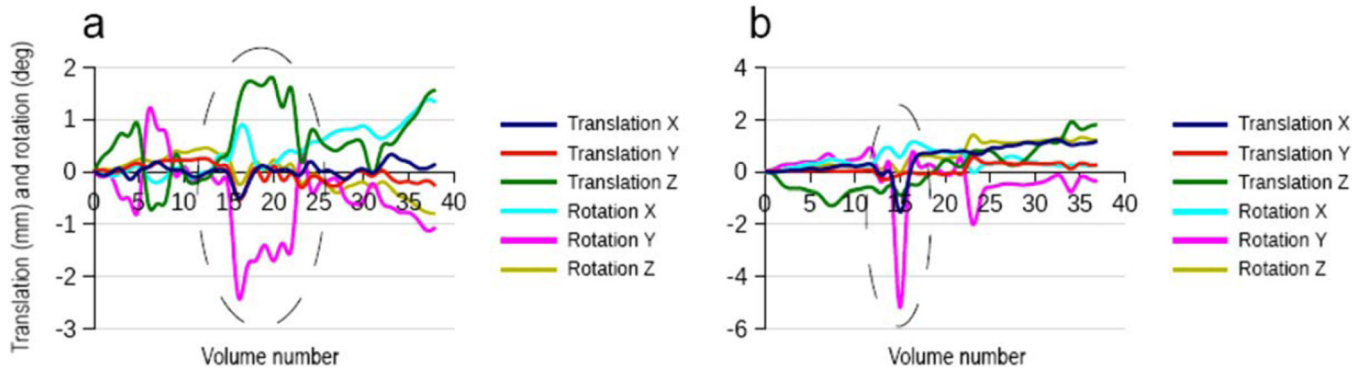 a
b
Translation (mm) and rotation (deg)
2
1
0
-1
-2
-3
0 5 10 15 20 25 30 35 40
Volume number
Translation X
Translation Y
Translation Z
Rotation X
Rotation Y
Rotation Z
4
2
0
-2
-4
-6
0 5 10 15 20 25 30 35 40
Volume number
Translation X
Translation Y
Translation Z
Rotation X
Rotation Y
Rotation Z